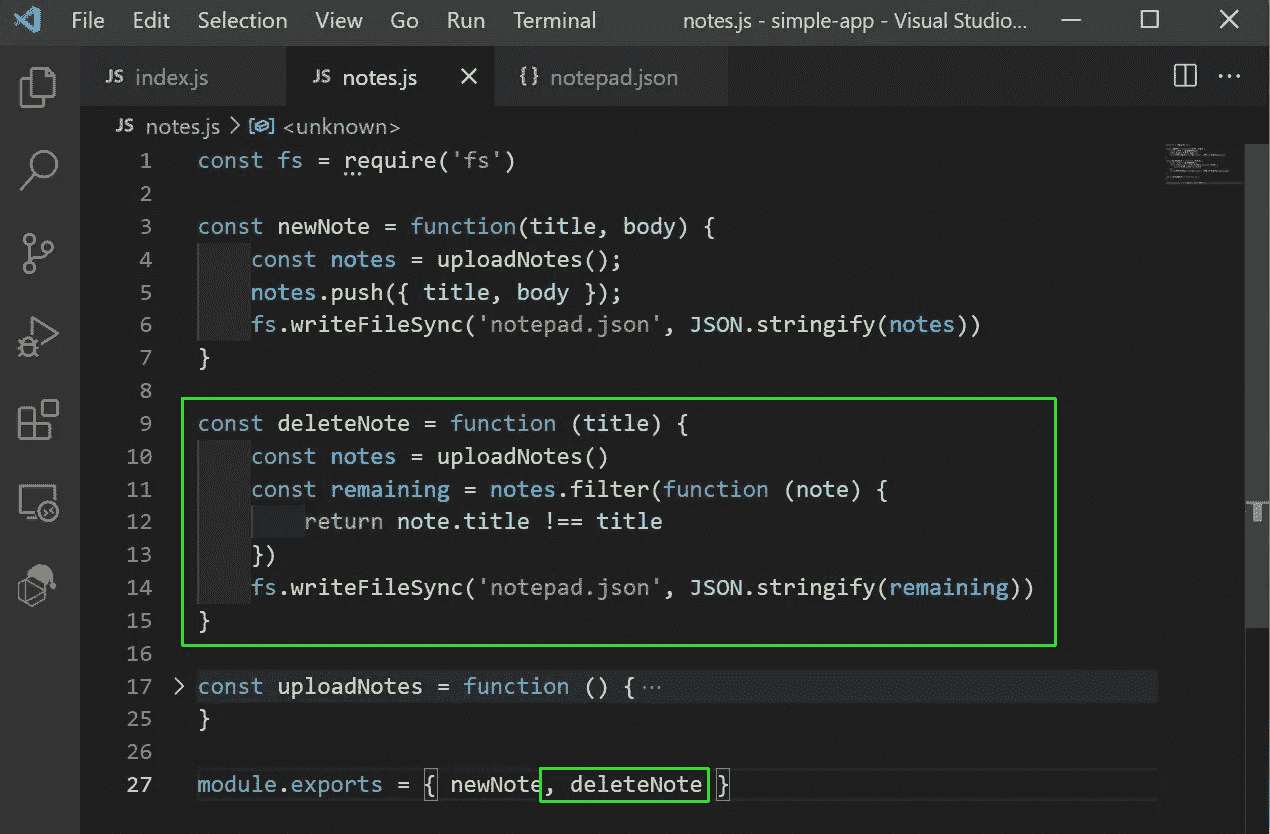 File Edit Selection View Go Run Terminal notes.js - simple-app - Visual Studio...
JS index.js JS notes.js {} notepad.json
JS notes.js > <unknown>
1 const fs = require('fs')
2
3 const newNote = function(title, body) {
4 const notes = uploadNotes();
5 notes.push({ title, body });
6 fs.writeFileSync('notepad.json', JSON.stringify(notes))
7 }
8
9 const deleteNote = function (title) {
10 const notes = uploadNotes()
11 const remaining = notes.filter(function (note) {
12 return note.title !== title
13 })
14 fs.writeFileSync('notepad.json', JSON.stringify(remaining))
15 }
16
17 const uploadNotes = function () {...
25 }
26
27 module.exports = { newNote, deleteNote }